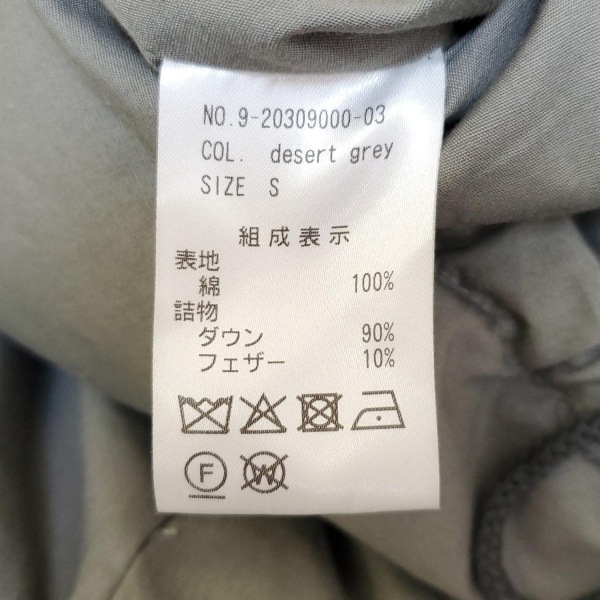 NO.9-20309000-03
COL. desert grey
SIZE S
組成表示
表地
綿 100%
詰物
ダウン 90%
フェザー 10%
F W